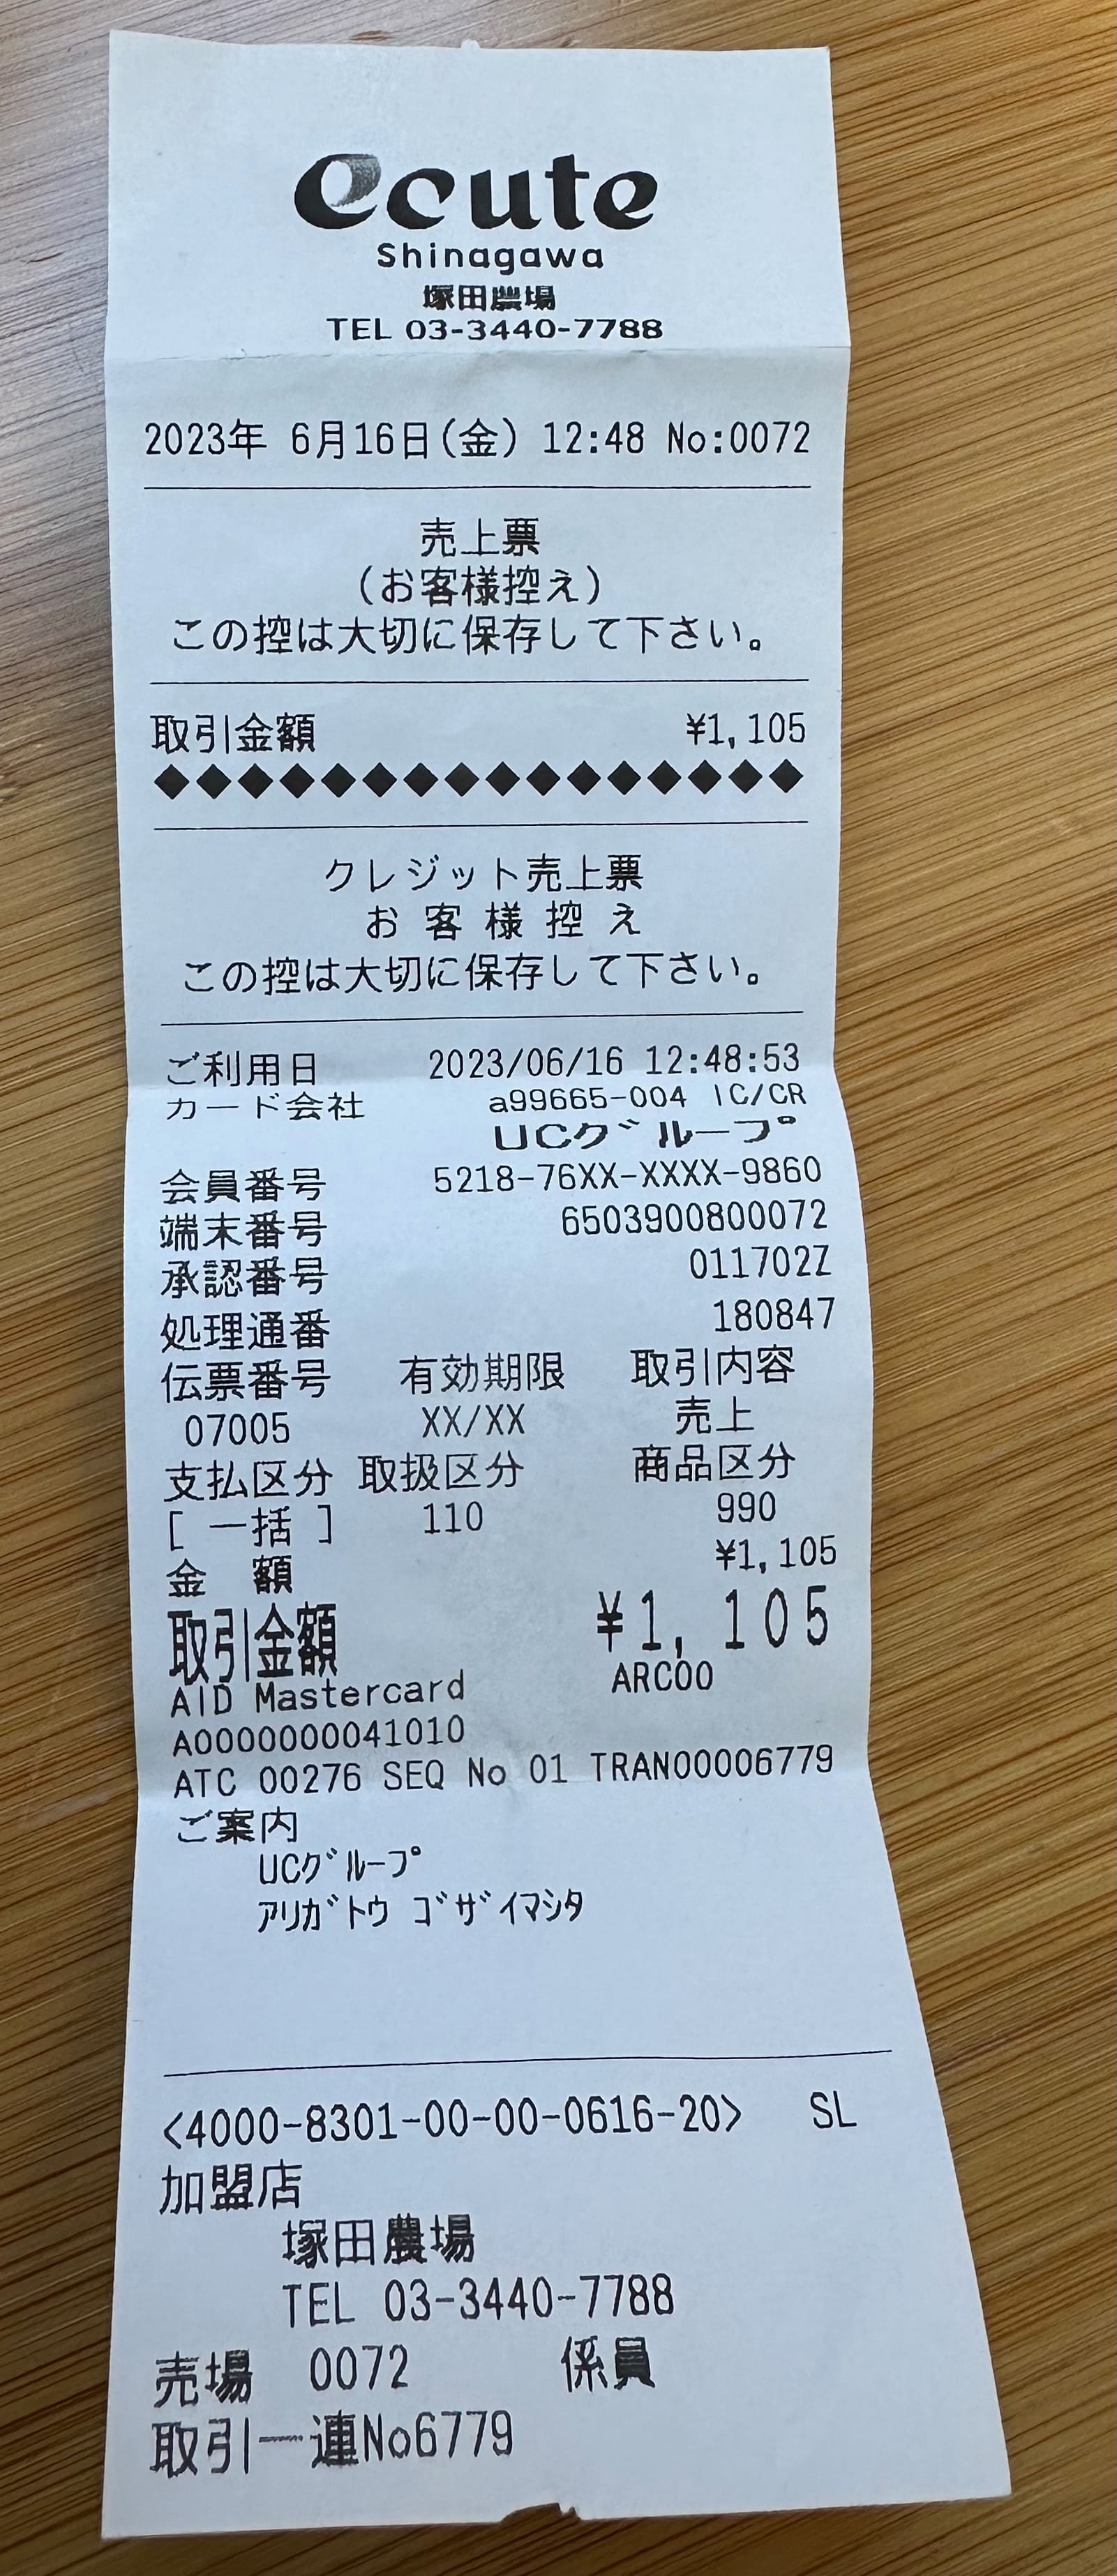 ecute
Shinagawa
塚田農場
TEL 03-3440-7788
2023年 6月16日(金) 12:48 No:0072
売上票
(お客様控え)
この控は大切に保存して下さい。
取引金額 ¥1,105
◆◆◆◆◆◆◆◆◆◆◆◆◆◆◆◆
クレジット売上票
お 客 様 控 え
この控は大切に保存して下さい。
ご利用日 2023/06/16 12:48:53
カード会社 a99665-004 IC/CR
UCグループ
会員番号 5218-76XX-XXXX-9860
端末番号 6503900800072
承認番号 011702Z
処理通番 180847
伝票番号 有効期限 取引内容
07005 XX/XX 売上
支払区分 取扱区分 商品区分
[ 一括 ] 110 990
金 額 ¥1,105
取引金額 ¥1,105
AID Mastercard ARC00
A0000000041010
ATC 00276 SEQ No 01 TRAN00006779
ご案内
UCグループ
アリガトウ ゴザイマシタ
<4000-8301-00-00-0616-20> SL
加盟店
塚田農場
TEL 03-3440-7788
売場 0072 係員
取引一連No6779